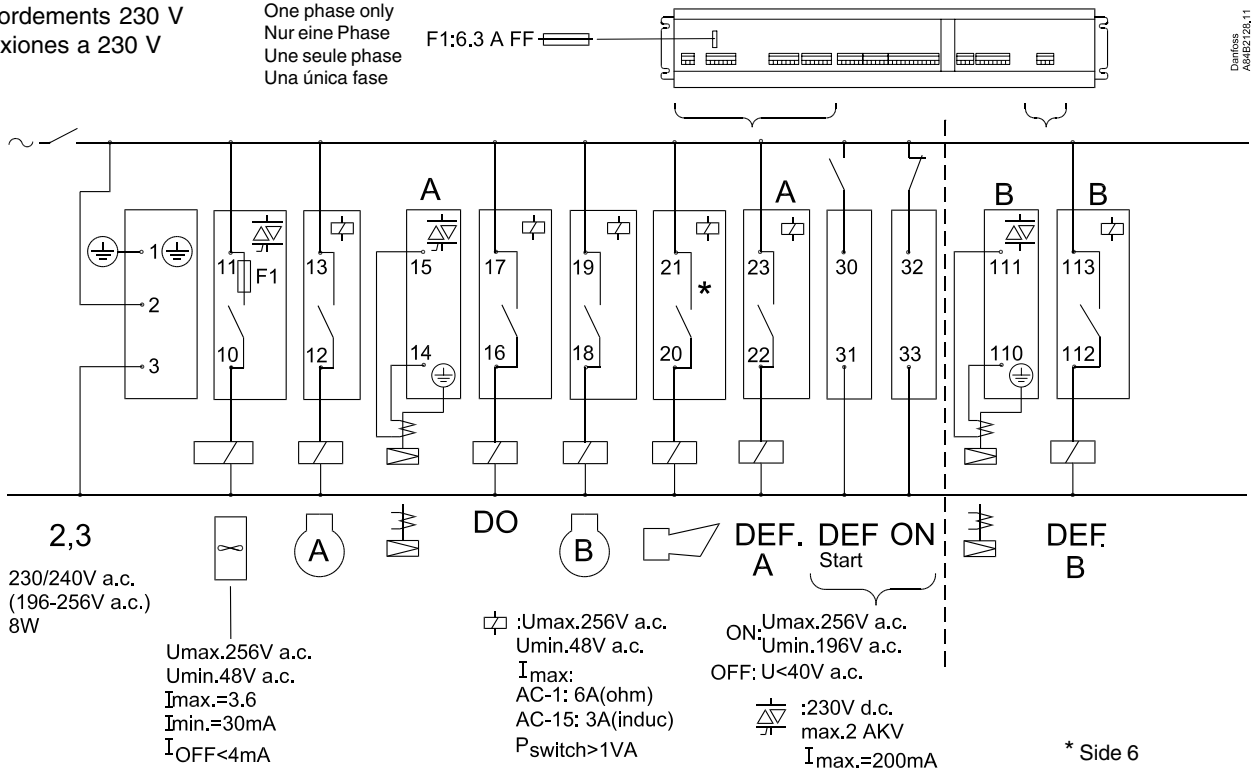 ordements 230 V
xiones a 230 V
One phase only
Nur eine Phase
Une seule phase
Una única fase
F1:6.3 A FF
Danfoss
A84B2128.11
A
B
B
1
2
3
11
F1
10
13
12
15
14
17
16
19
18
21
*
20
A
23
22
30
31
32
33
111
110
113
112
2,3
230/240V a.c.
(196-256V a.c.)
8W
A
DO
B
DEF.
A
DEF
Start
ON
DEF.
B
Umax.256V a.c.
Umin.48V a.c.
Imax.=3.6
Imin.=30mA
IOFF<4mA
:Umax.256V a.c.
Umin.48V a.c.
Imax:
AC-1: 6A(ohm)
AC-15: 3A(induc)
Pswitch>1VA
ON:Umax.256V a.c.
Umin.196V a.c.
OFF: U<40V a.c.
:230V d.c.
max.2 AKV
Imax.=200mA
* Side 6